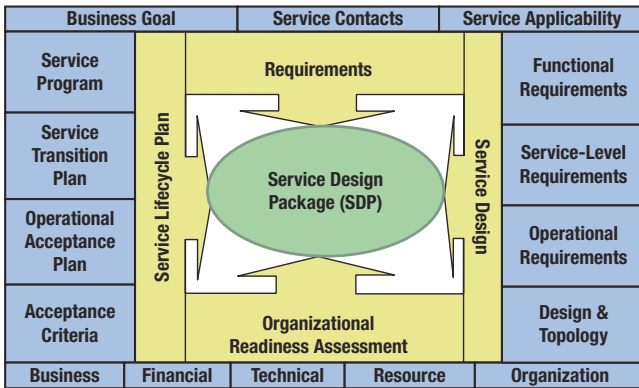 Business Goal
Service Contacts
Service Applicability
Service
Program
Service
Transition
Plan
Operational
Acceptance
Plan
Acceptance
Criteria
Service Lifecycle Plan
Requirements
Service Design
Package (SDP)
Organizational
Readiness Assessment
Service Design
Functional
Requirements
Service-Level
Requirements
Operational
Requirements
Design &
Topology
Business
Financial
Technical
Resource
Organization